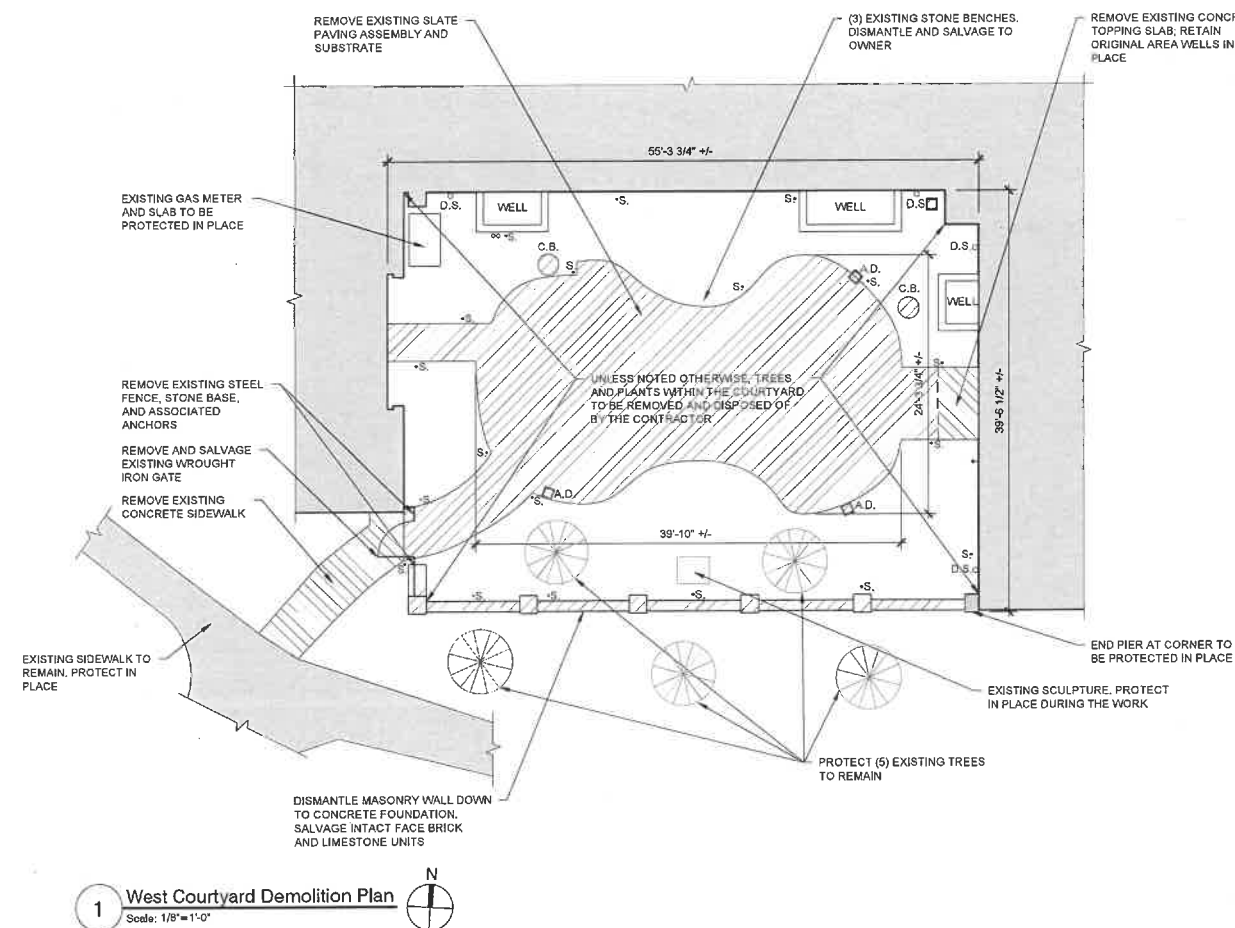 REMOVE EXISTING SLATE
PAVING ASSEMBLY AND
SUBSTRATE
(3) EXISTING STONE BENCHES.
DISMANTLE AND SALVAGE TO
OWNER
REMOVE EXISTING CONCR
TOPPING SLAB; RETAIN
ORIGINAL AREA WELLS IN
PLACE
55'-3 3/4" +/-
EXISTING GAS METER
AND SLAB TO BE
PROTECTED IN PLACE
D.S.
WELL
S.
S.
WELL
D.S.
S.
C.B.
S.
S.
A.D.
S.
D.S.
C.B.
WELL
S.
S.
S.
REMOVE EXISTING STEEL
FENCE, STONE BASE,
AND ASSOCIATED
ANCHORS
UNLESS NOTED OTHERWISE, TREES
AND PLANTS WITHIN THE COURTYARD
TO BE REMOVED AND DISPOSED OF
BY THE CONTRACTOR
24'-3 3/4" +/-
39'-6 1/2" +/-
REMOVE AND SALVAGE
EXISTING WROUGHT
IRON GATE
S.
S.
REMOVE EXISTING
CONCRETE SIDEWALK
S.
S.
A.D.
A.D.
39'-10" +/-
S.
S.
D.S.
S.
S.
S.
S.
EXISTING SIDEWALK TO
REMAIN. PROTECT IN
PLACE
END PIER AT CORNER TO
BE PROTECTED IN PLACE
EXISTING SCULPTURE. PROTECT
IN PLACE DURING THE WORK
PROTECT (5) EXISTING TREES
TO REMAIN
DISMANTLE MASONRY WALL DOWN
TO CONCRETE FOUNDATION.
SALVAGE INTACT FACE BRICK
AND LIMESTONE UNITS
N
1
West Courtyard Demolition Plan
Scale: 1/8"=1'-0"